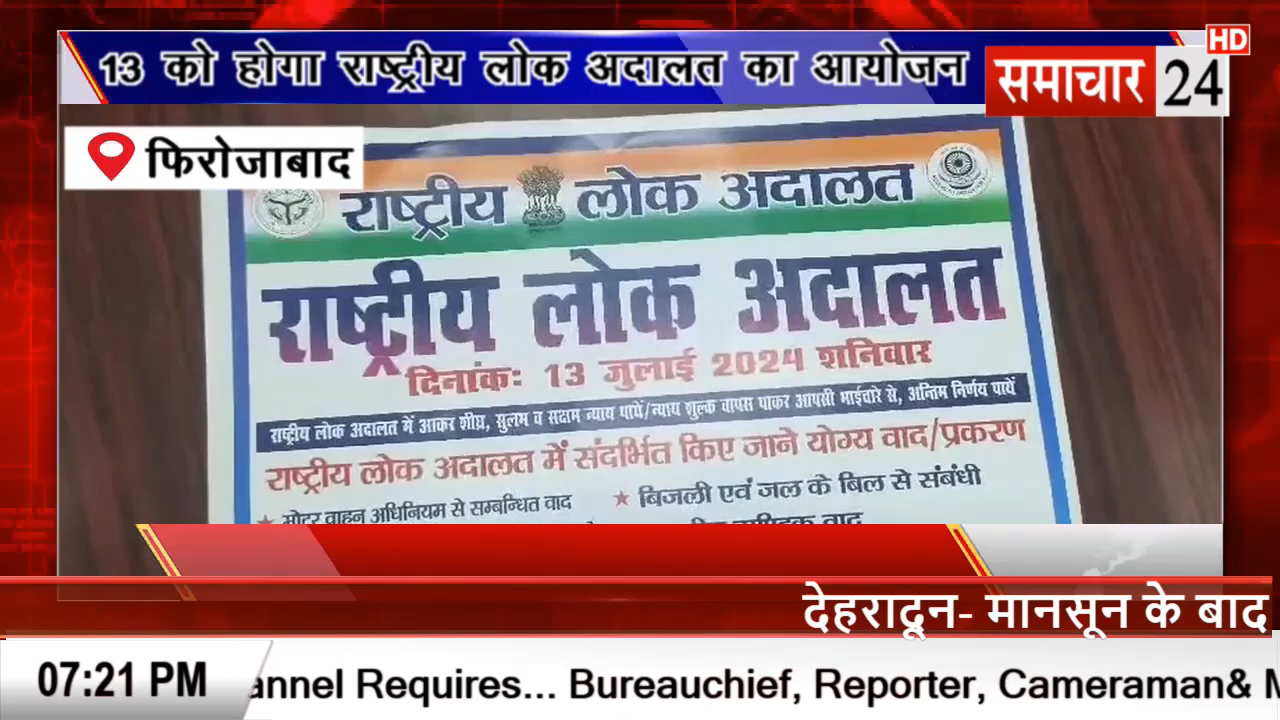 HD
13 को होगा राष्ट्रीय लोक अदालत का आयोजन
समाचार 24
फिरोजाबाद
राष्ट्रीय लोक अदालत
राष्ट्रीय लोक अदालत
दिनांक: 13 जुलाई 2024 शनिवार
राष्ट्रीय लोक अदालत में आकर शीघ्र, सुलभ व सक्षम न्याय पायें/न्याय शुल्क वापस पाकर आपसी भाईचारे से, अन्तिम निर्णय पायें
राष्ट्रीय लोक अदालत में संदर्भित किए जाने योग्य वाद/प्रकरण
★ मोटर वाहन अधिनियम से सम्बन्धित वाद ★ बिजली एवं जल के बिल से संबंधी
वाद
देहरादून- मानसून के बाद
07:21 PM annel Requires... Bureauchief, Reporter, Cameraman& M